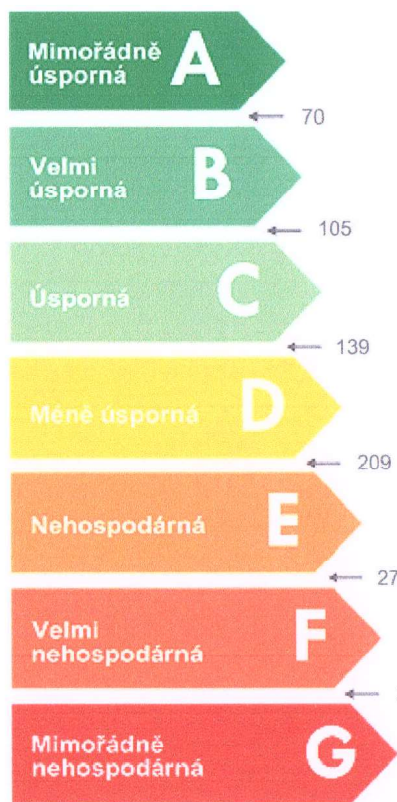 Mimořádně
úsporná
A
70
Velmi
úsporná
B
105
Úsporná
C
139
Méně úsporná
D
209
Nehospodárná
E
Velmi
nehospodárná
F
Mimořádně
nehospodárná
G